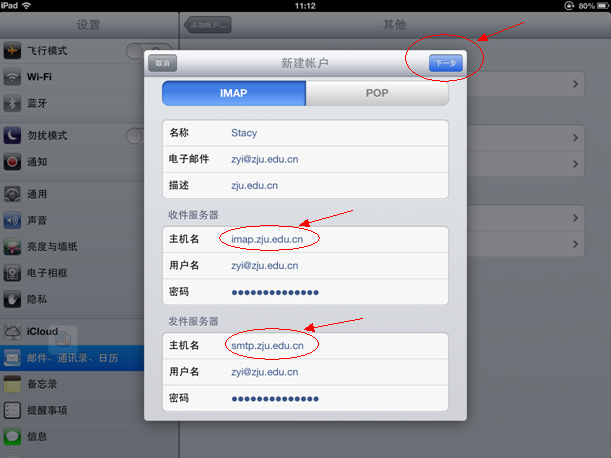 iPad 11:12 80%
设置
添加帐户...
其他
飞行模式
Wi-Fi
蓝牙
勿扰模式
通知
通用
声音
亮度与墙纸
电子相框
隐私
iCloud
邮件、通讯录、日历
备忘录
提醒事项
信息
取消 新建帐户 下一步
IMAP POP
名称 Stacy
电子邮件 zyi@zju.edu.cn
描述 zju.edu.cn
收件服务器
主机名 imap.zju.edu.cn
用户名 zyi@zju.edu.cn
密码 ●●●●●●●●●●●●●●
发件服务器
主机名 smtp.zju.edu.cn
用户名 zyi@zju.edu.cn
密码 ●●●●●●●●●●●●●●